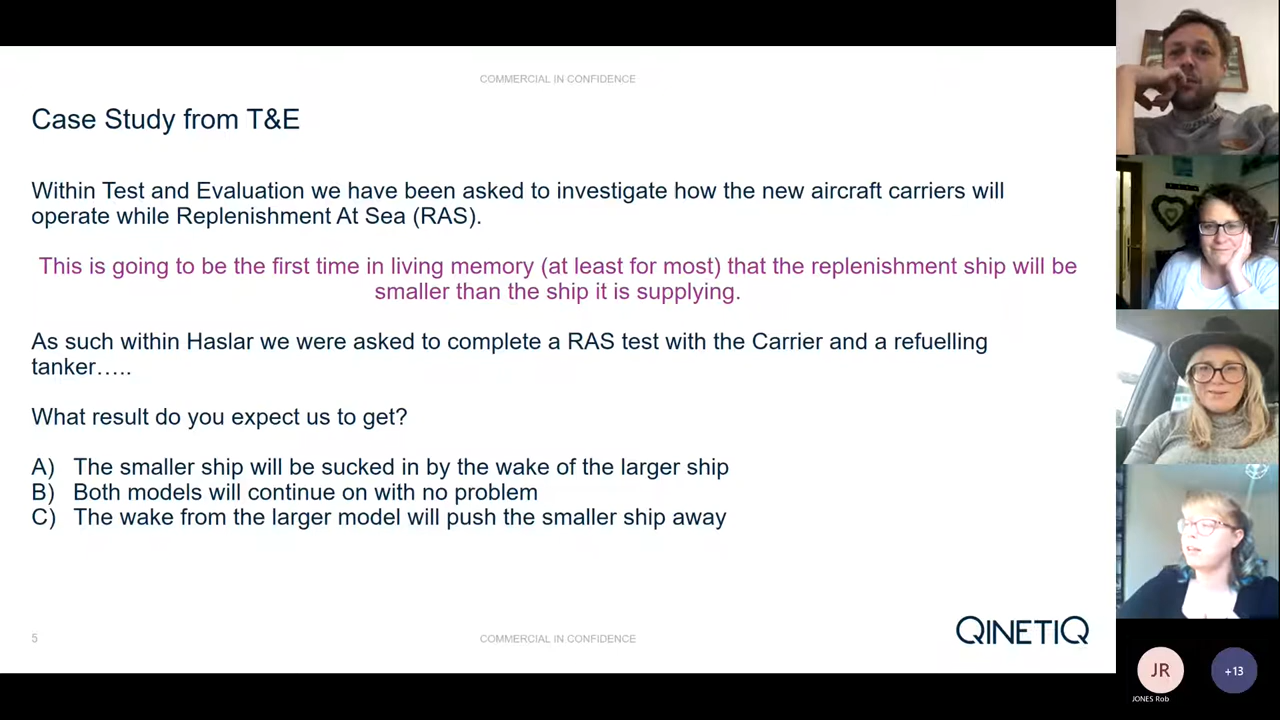 COMMERCIAL IN CONFIDENCE
Case Study from T&E
Within Test and Evaluation we have been asked to investigate how the new aircraft carriers will
operate while Replenishment At Sea (RAS).
This is going to be the first time in living memory (at least for most) that the replenishment ship will be
smaller than the ship it is supplying.
As such within Haslar we were asked to complete a RAS test with the Carrier and a refuelling
tanker…..
What result do you expect us to get?
A) The smaller ship will be sucked in by the wake of the larger ship
B) Both models will continue on with no problem
C) The wake from the larger model will push the smaller ship away
5
COMMERCIAL IN CONFIDENCE
QINETIQ
JR
+13
JONES Rob